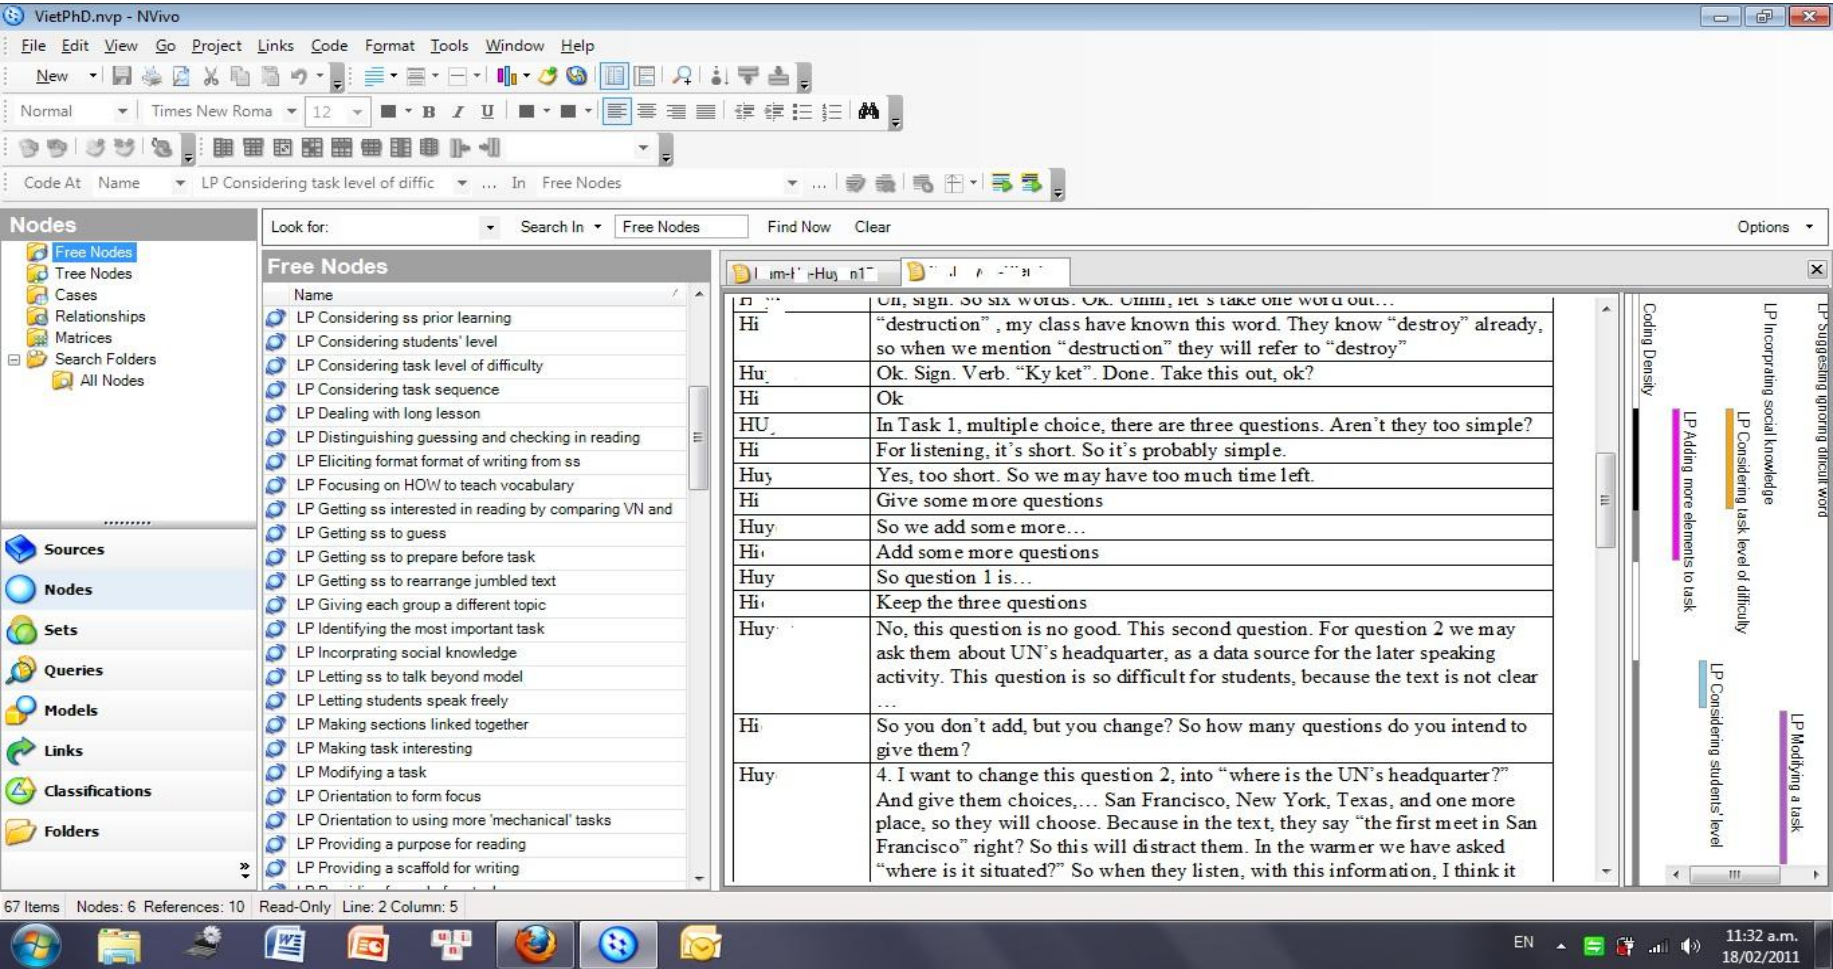 VietPhD.nvp - NVivo
File Edit View Go Project Links Code Format Tools Window Help
New
Normal Times New Roma 12 B I U
Code At Name LP Considering task level of diffic ... In Free Nodes ...
Nodes
Free Nodes
Tree Nodes
Cases
Relationships
Matrices
Search Folders
All Nodes
Sources
Nodes
Sets
Queries
Models
Links
Classifications
Folders
Look for: Search In Free Nodes Find Now Clear Options
Free Nodes
Name
LP Considering ss prior learning
LP Considering students' level
LP Considering task level of difficulty
LP Considering task sequence
LP Dealing with long lesson
LP Distinguishing guessing and checking in reading
LP Eliciting format format of writing from ss
LP Focusing on HOW to teach vocabulary
LP Getting ss interested in reading by comparing VN and
LP Getting ss to guess
LP Getting ss to prepare before task
LP Getting ss to rearrange jumbled text
LP Giving each group a different topic
LP Identifying the most important task
LP Incorprating social knowledge
LP Letting ss to talk beyond model
LP Letting students speak freely
LP Making sections linked together
LP Making task interesting
LP Modifying a task
LP Orientation to form focus
LP Orientation to using more 'mechanical' tasks
LP Providing a purpose for reading
LP Providing a scaffold for writing
Uh, sign. So six words. Ok. Umm, let's take one word out...
Hi "destruction" , my class have known this word. They know "destroy" already,
so when we mention "destruction" they will refer to "destroy"
Hu Ok. Sign. Verb. "Ky ket". Done. Take this out, ok?
Hi Ok
HU In Task 1, multiple choice, there are three questions. Aren't they too simple?
Hi For listening, it's short. So it's probably simple.
Huy Yes, too short. So we may have too much time left.
Hi Give some more questions
Huy So we add some more...
Hi Add some more questions
Huy So question 1 is...
Hi Keep the three questions
Huy No, this question is no good. This second question. For question 2 we may
ask them about UN's headquarter, as a data source for the later speaking
activity. This question is so difficult for students, because the text is not clear
...
Hi So you don't add, but you change? So how many questions do you intend to
give them?
Huy 4. I want to change this question 2, into "where is the UN's headquarter?"
And give them choices,... San Francisco, New York, Texas, and one more
place, so they will choose. Because in the text, they say "the first meet in San
Francisco" right? So this will distract them. In the warmer we have asked
"where is it situated?" So when they listen, with this information, I think it
Coding Density
LP Adding more elements to task
LP Considering students' level
LP Considering task level of difficulty
LP Incorprating social knowledge
LP Modifying a task
LP Suggesting ignoring dificult word
67 Items Nodes: 6 References: 10 Read-Only Line: 2 Column: 5
EN
11:32 a.m.
18/02/2011